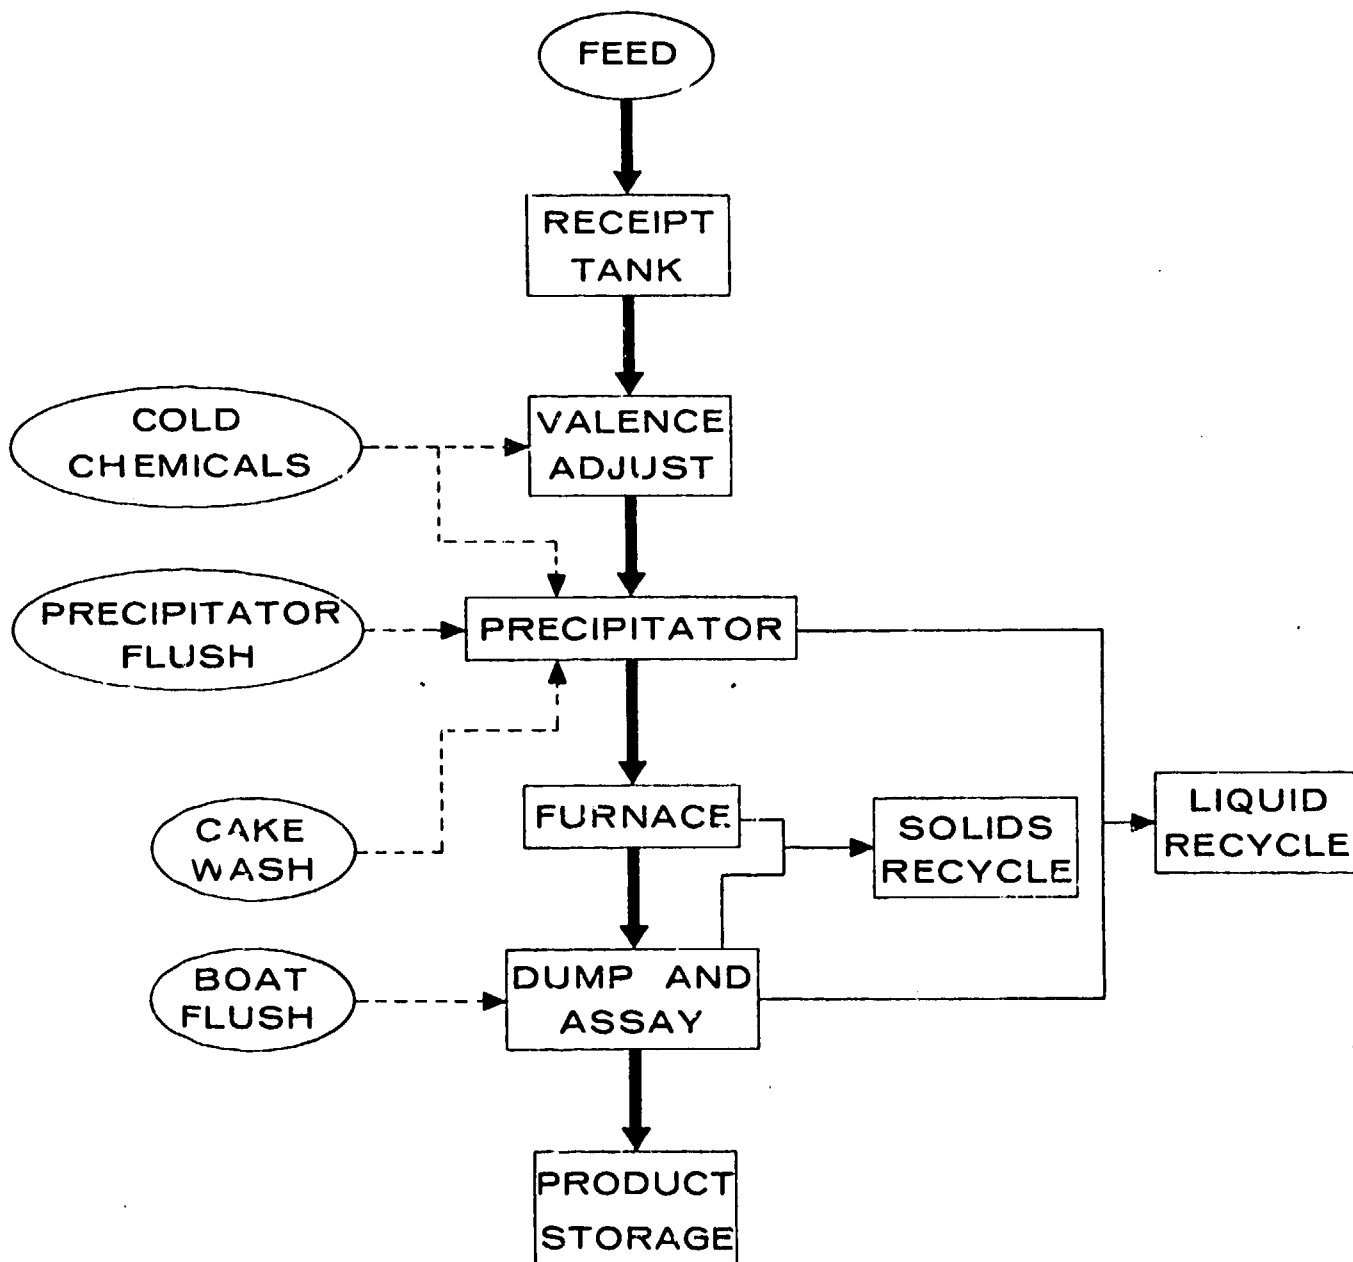 FEED
RECEIPT
TANK
COLD
CHEMICALS
VALENCE
ADJUST
PRECIPITATOR
FLUSH
PRECIPITATOR
CAKE
WASH
FURNACE
SOLIDS
RECYCLE
LIQUID
RECYCLE
BOAT
FLUSH
DUMP AND
ASSAY
PRODUCT
STORAGE